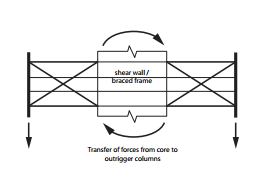 shear wall /
braced frame
Transfer of forces from core to
outrigger columns